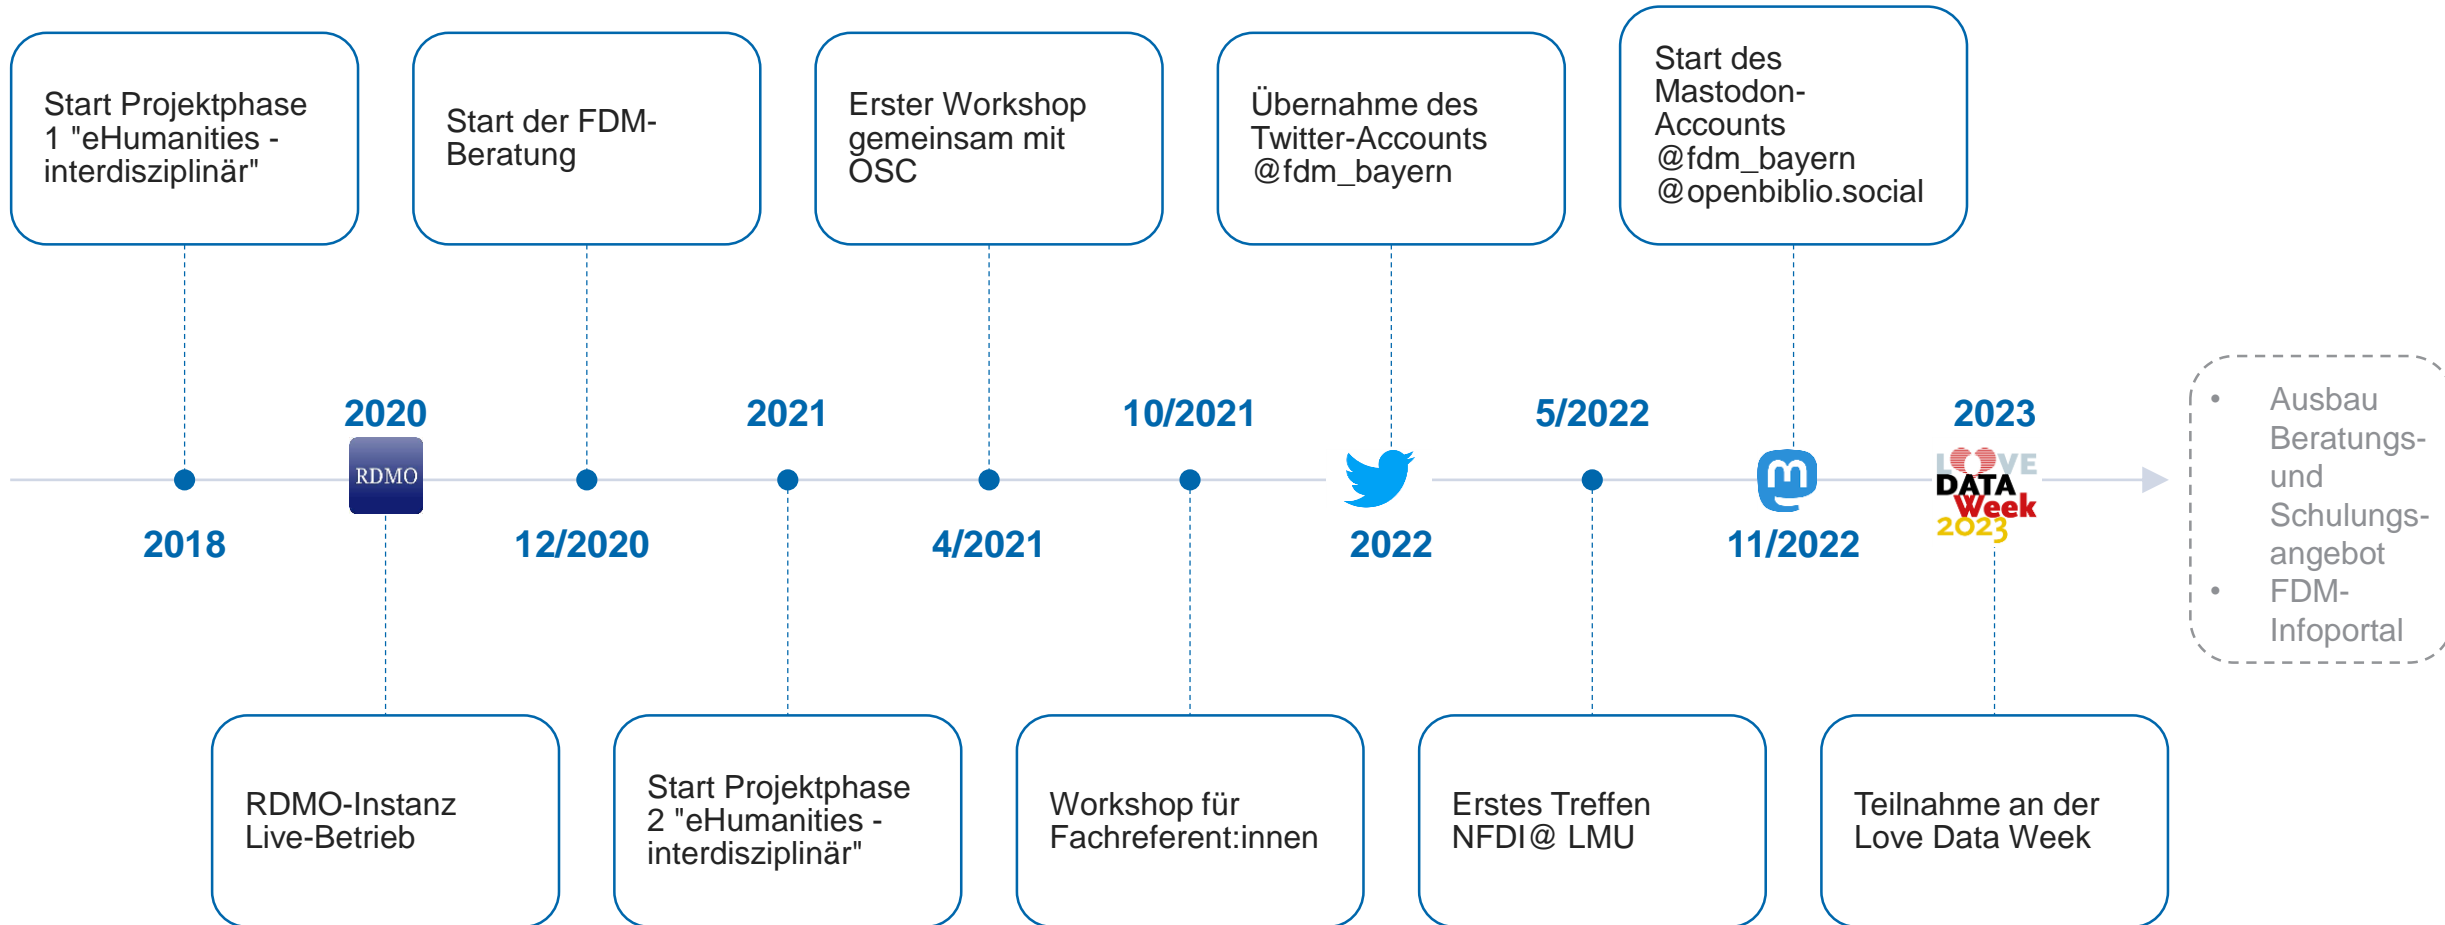 Start Projektphase
1 "eHumanities -
interdisziplinär"
Start der FDM-
Beratung
Erster Workshop
gemeinsam mit
OSC
Übernahme des
Twitter-Accounts
@fdm_bayern
Start des
Mastodon-
Accounts
@fdm_bayern
@openbiblio.social
2020
2021
10/2021
5/2022
2023
RDMO
LOVE
DATA
Week
2023
2018
12/2020
4/2021
2022
11/2022
• Ausbau
Beratungs-
und
Schulungs-
angebot
• FDM-
Infoportal
RDMO-Instanz
Live-Betrieb
Start Projektphase
2 "eHumanities -
interdisziplinär"
Workshop für
Fachreferent:innen
Erstes Treffen
NFDI@ LMU
Teilnahme an der
Love Data Week